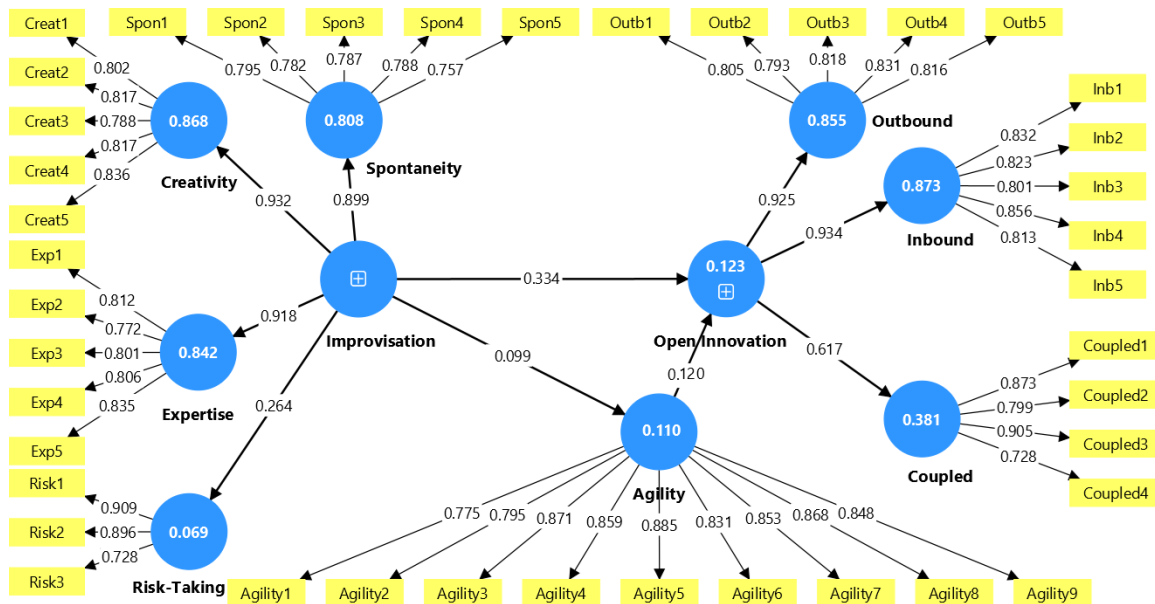 Creat1
Spon1
Spon2
Spon3
Spon4
Spon5
Outb1
Outb2
Outb3
Outb4
Outb5
Creat2
Creat3
Creat4
Creat5
0.802
0.817
0.788
0.817
0.836
0.795
0.782
0.787
0.788
0.757
0.805
0.793
0.818
0.831
0.816
0.868
Creativity
0.808
Spontaneity
0.855
Outbound
0.873
Inbound
Inb1
Inb2
Inb3
Inb4
Inb5
0.832
0.823
0.801
0.856
0.813
0.932
0.899
0.925
0.934
Exp1
Exp2
Exp3
Exp4
Exp5
0.812
0.772
0.801
0.806
0.835
0.842
Expertise
0.918
Improvisation
0.334
0.123
Open Innovation
0.617
0.099
0.120
0.264
Coupled1
Coupled2
Coupled3
Coupled4
0.873
0.799
0.905
0.728
0.381
Coupled
0.110
Agility
Risk1
Risk2
Risk3
0.909
0.896
0.728
0.069
Risk-Taking
0.775
0.795
0.871
0.859
0.885
0.831
0.853
0.868
0.848
Agility1
Agility2
Agility3
Agility4
Agility5
Agility6
Agility7
Agility8
Agility9